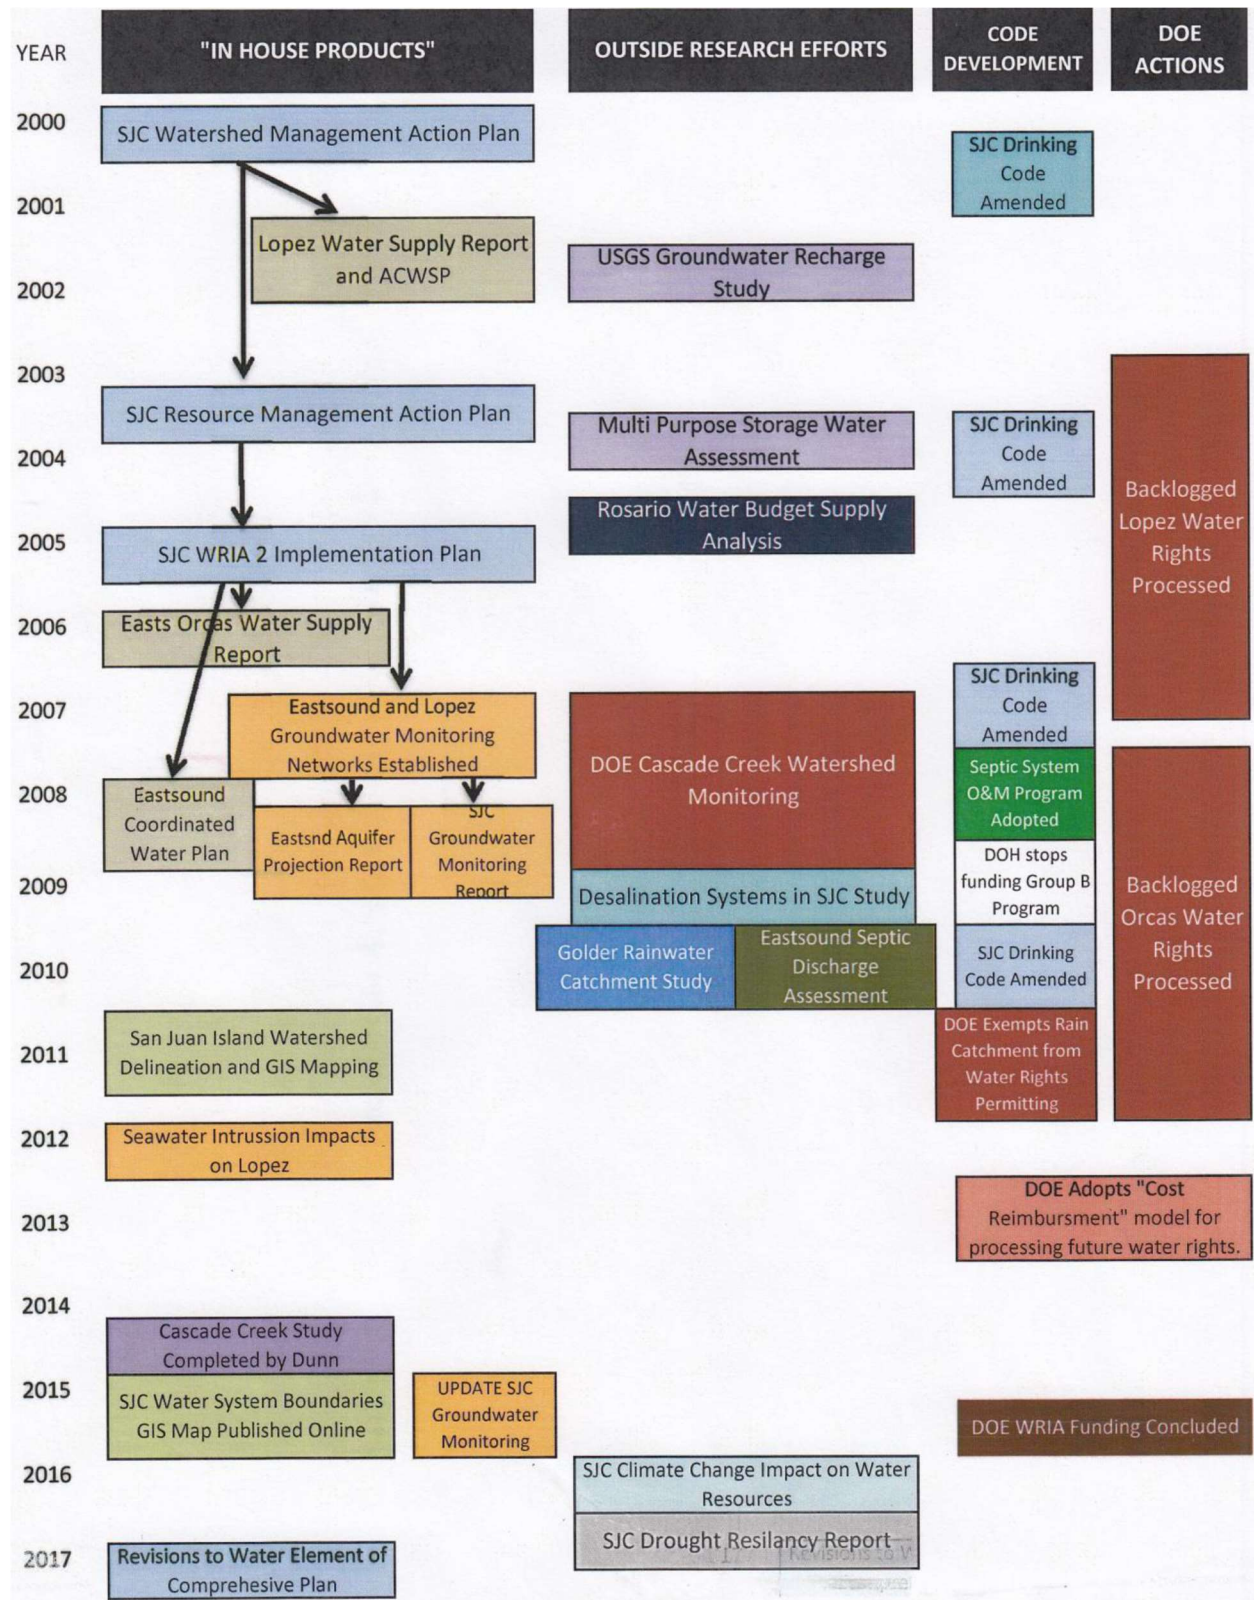 YEAR
"IN HOUSE PRODUCTS"
OUTSIDE RESEARCH EFFORTS
CODE
DEVELOPMENT
DOE
ACTIONS
2000
SJC Watershed Management Action Plan
SJC Drinking
Code
Amended
2001
Lopez Water Supply Report
and ACWSP
USGS Groundwater Recharge
Study
2002
2003
SJC Resource Management Action Plan
Multi Purpose Storage Water
Assessment
SJC Drinking
Code
Amended
Backlogged
Lopez Water
Rights
Processed
2004
Rosario Water Budget Supply
Analysis
2005
SJC WRIA 2 Implementation Plan
2006
Easts Orcas Water Supply
Report
SJC Drinking
Code
Amended
2007
Eastsound and Lopez
Groundwater Monitoring
Networks Established
DOE Cascade Creek Watershed
Monitoring
Septic System
O&M Program
Adopted
2008
Eastsound
Coordinated
Water Plan
Eastsnd Aquifer
Projection Report
SJC
Groundwater
Monitoring
Report
DOH stops
funding Group B
Program
2009
Desalination Systems in SJC Study
Backlogged
Orcas Water
Rights
Processed
Golder Rainwater
Catchment Study
Eastsound Septic
Discharge
Assessment
SJC Drinking
Code Amended
2010
San Juan Island Watershed
Delineation and GIS Mapping
DOE Exempts Rain
Catchment from
Water Rights
Permitting
2011
2012
Seawater Intrussion Impacts
on Lopez
DOE Adopts "Cost
Reimbursment" model for
processing future water rights.
2013
2014
Cascade Creek Study
Completed by Dunn
2015
SJC Water System Boundaries
GIS Map Published Online
UPDATE SJC
Groundwater
Monitoring
DOE WRIA Funding Concluded
2016
SJC Climate Change Impact on Water
Resources
SJC Drought Resilancy Report
Revisions to W
2017
Revisions to Water Element of
Comprehesive Plan